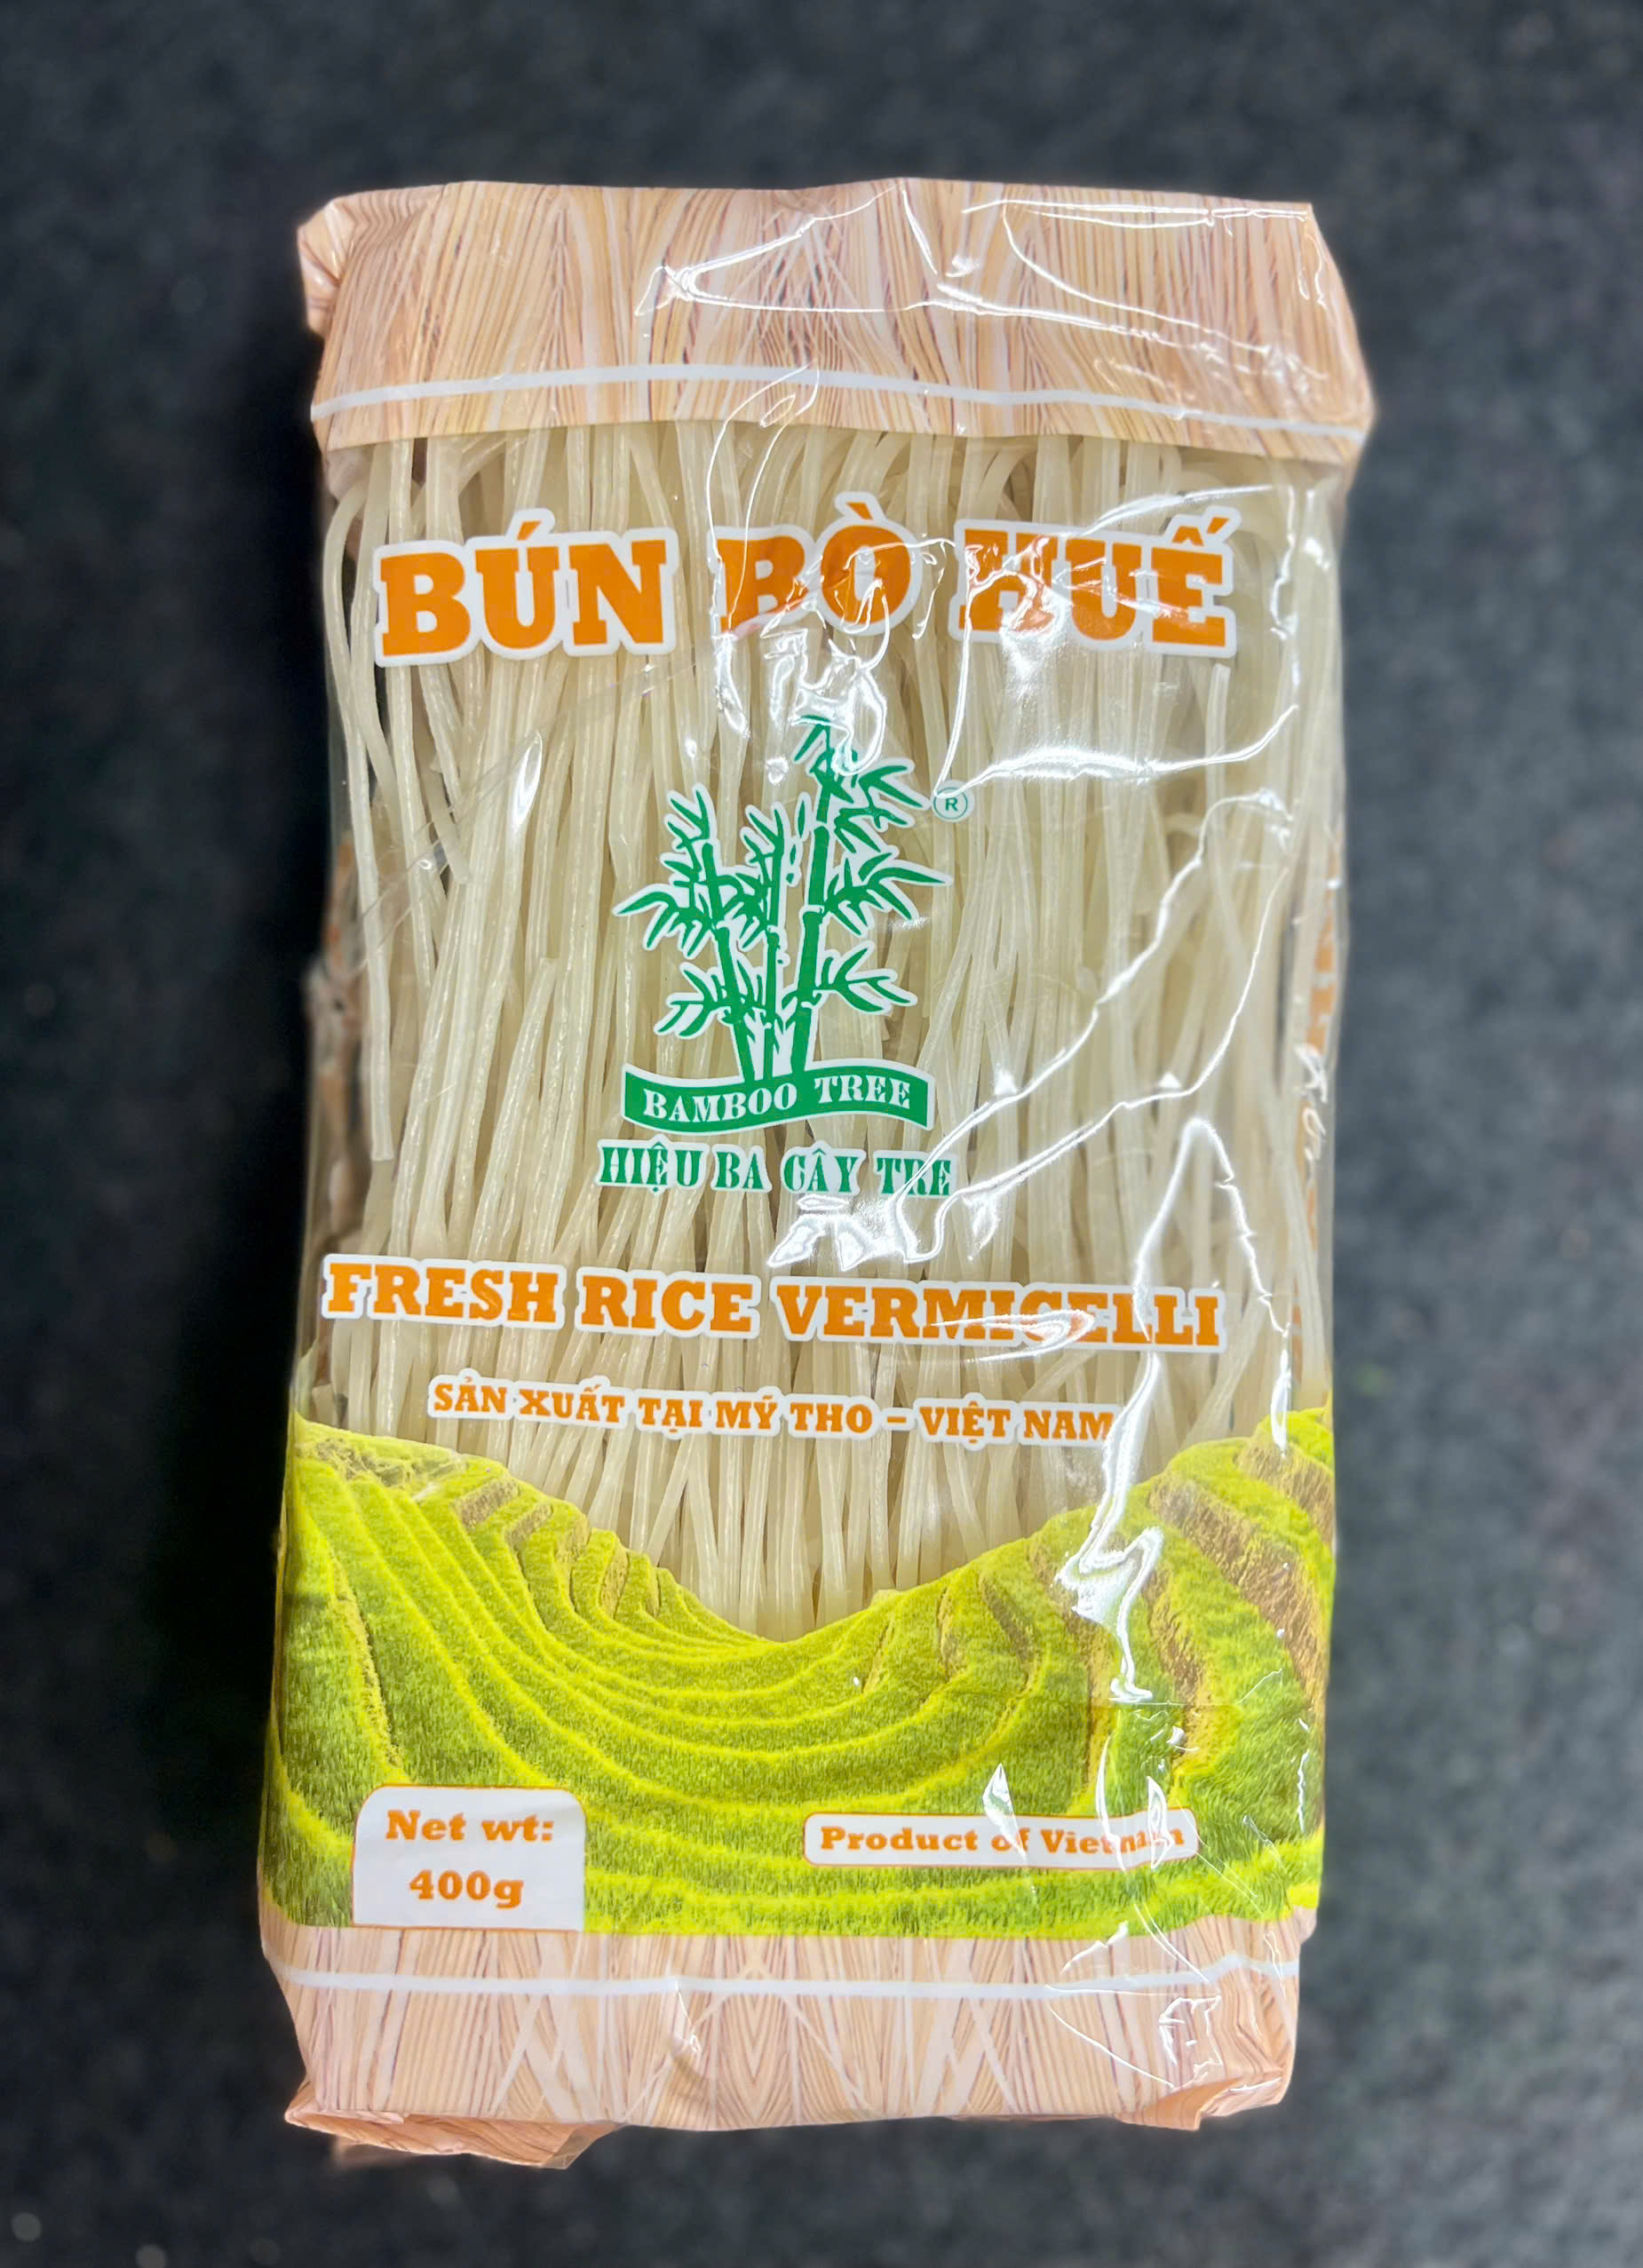 BÚN BÒ HUẾ
®
BAMBOO TREE
HIỆU BA CÂY TRE
FRESH RICE VERMICELLI
SẢN XUẤT TẠI MỸ THO – VIỆT NAM
Net wt:
400g
Product of Vietnam